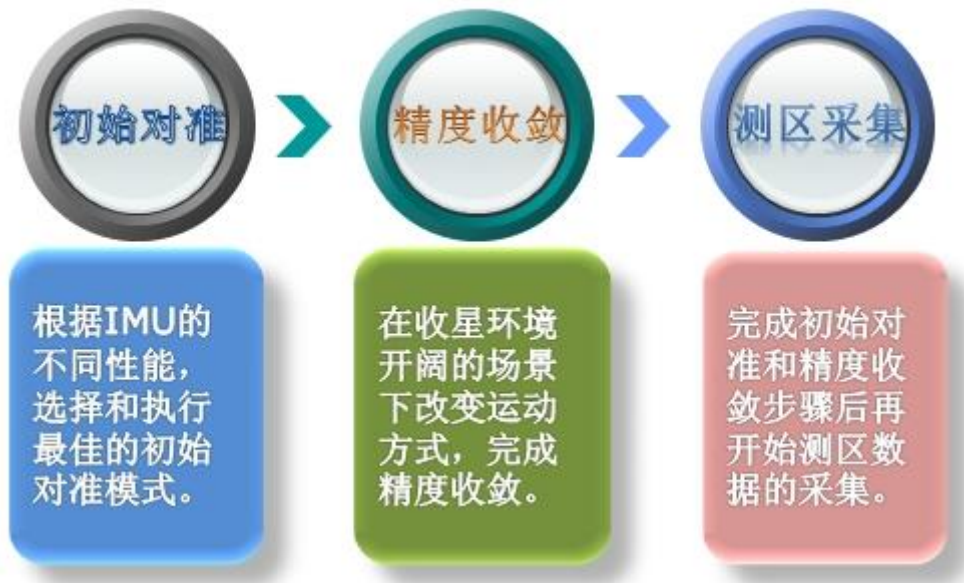 初始对准
精度收敛
测区采集
根据IMU的
不同性能，
选择和执行
最佳的初始
对准模式。
在收星环境
开阔的场景
下改变运动
方式，完成
精度收敛。
完成初始对
准和精度收
敛步骤后再
开始测区数
据的采集。